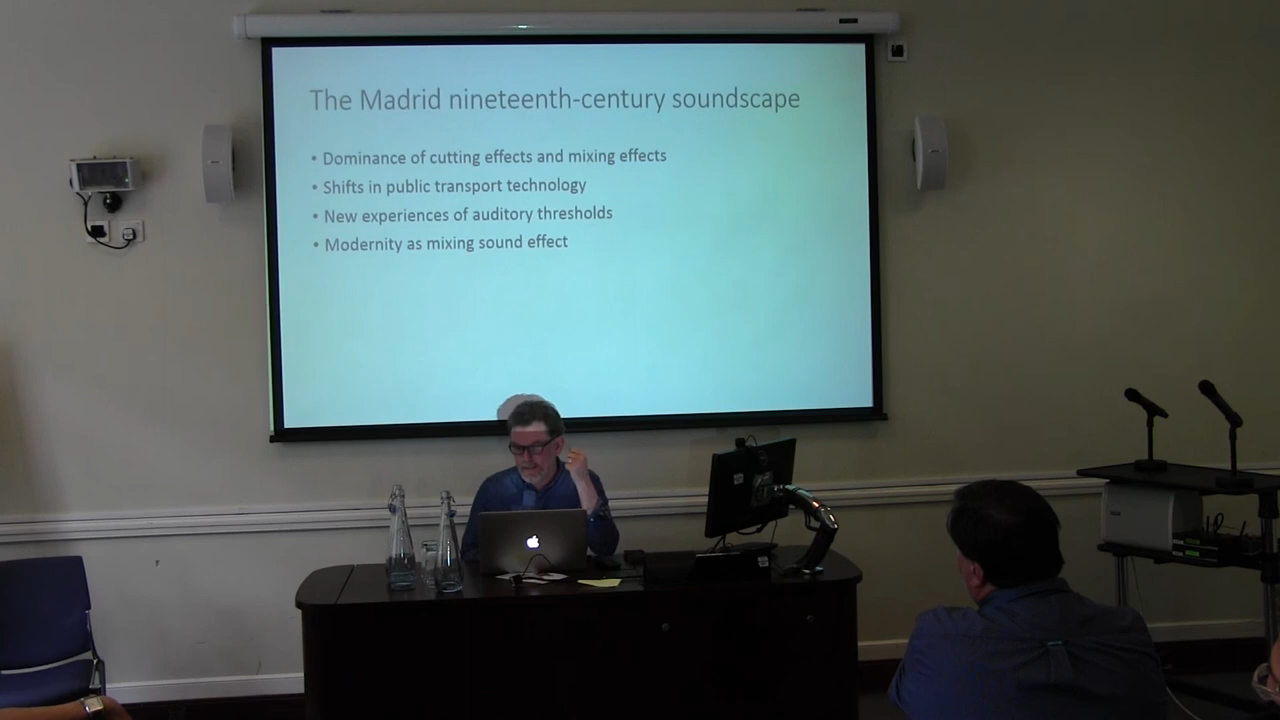 The Madrid nineteenth-century soundscape
• Dominance of cutting effects and mixing effects
• Shifts in public transport technology
• New experiences of auditory thresholds
• Modernity as mixing sound effect